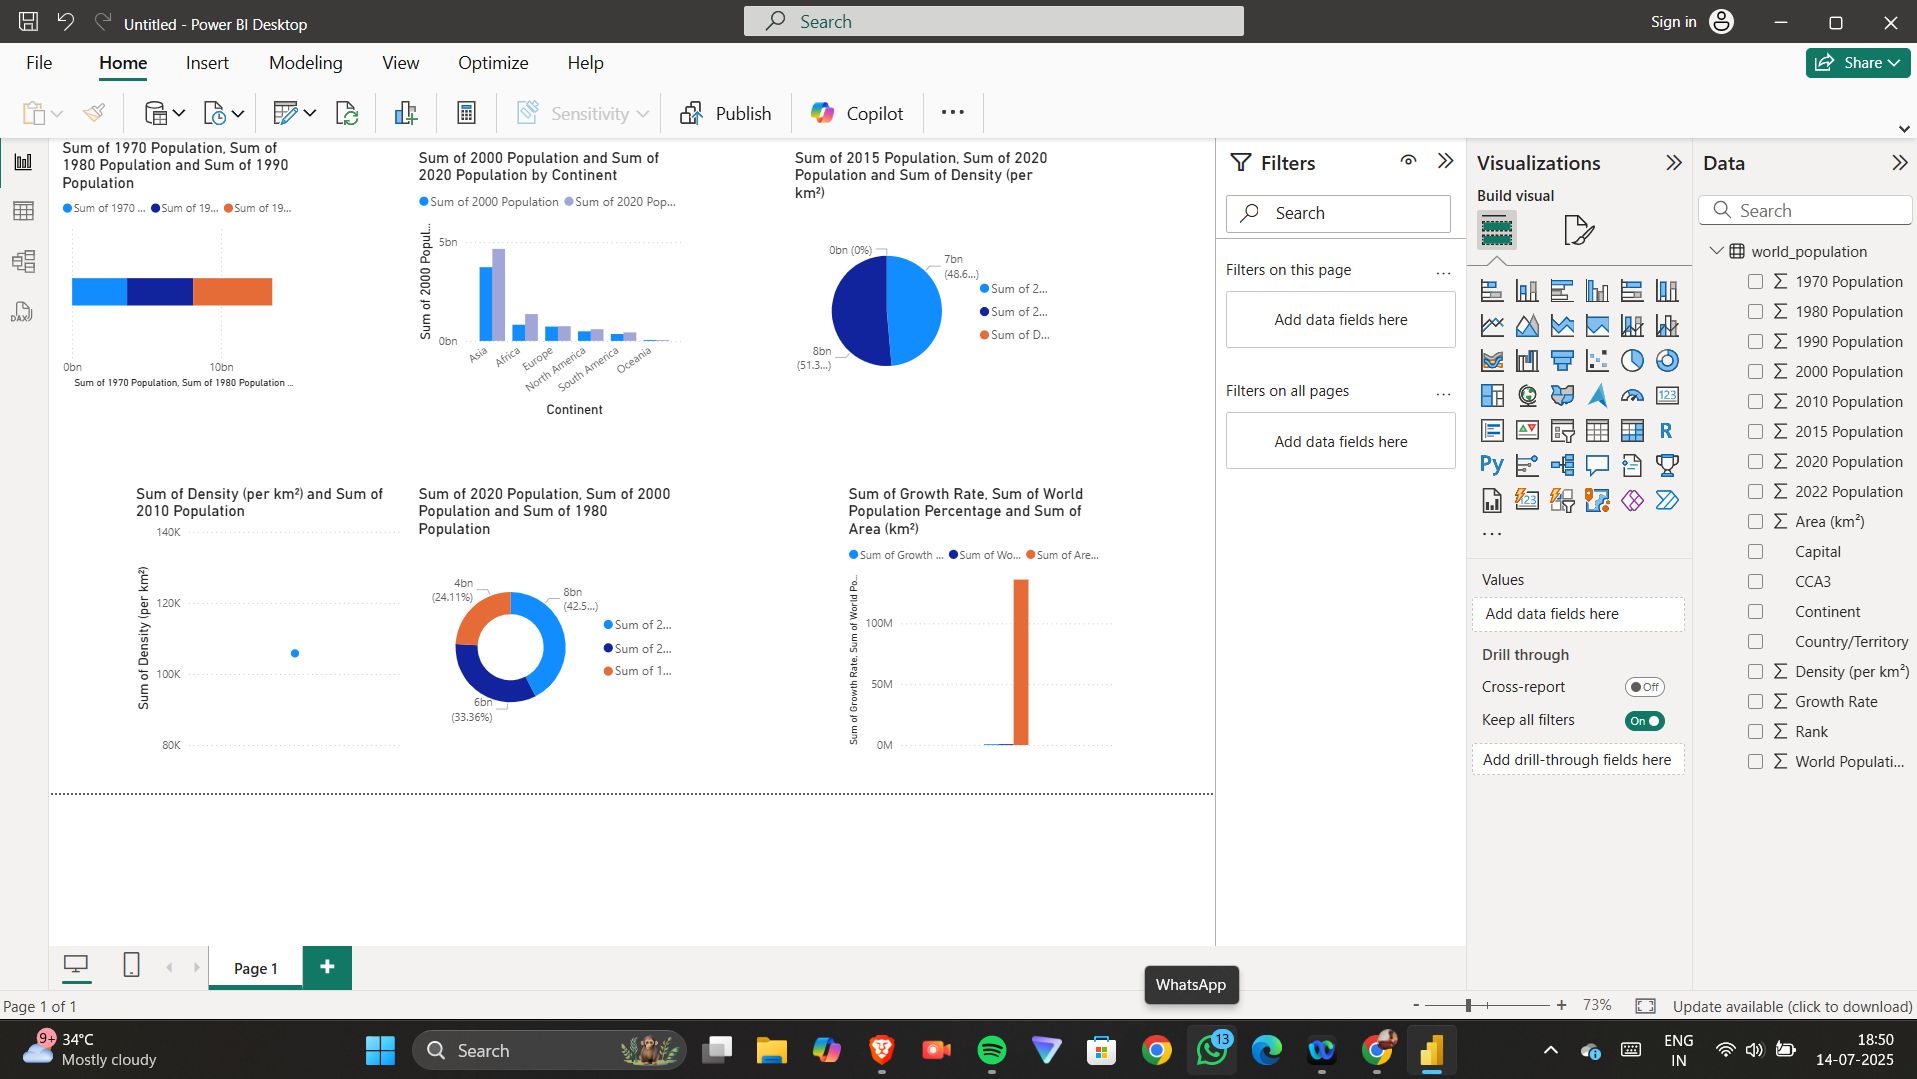 Untitled - Power BI Desktop
Search
Sign in
File
Home
Insert
Modeling
View
Optimize
Help
Share
Sensitivity
Publish
Copilot
Sum of 1970 Population, Sum of
1980 Population and Sum of 1990
Population
Sum of 1970 ...
Sum of 19...
Sum of 19...
0bn
10bn
Sum of 1970 Population, Sum of 1980 Population ...
Sum of 2000 Population and Sum of
2020 Population by Continent
Sum of 2000 Population
Sum of 2020 Pop...
Sum of 2000 Popul...
5bn
0bn
Asia
Africa
Europe
North America
South America
Oceania
Continent
Sum of 2015 Population, Sum of 2020
Population and Sum of Density (per
km²)
0bn (0%)
7bn
(48.6...)
8bn
(51.3...)
Sum of 2...
Sum of 2...
Sum of D...
Sum of Density (per km²) and Sum of
2010 Population
Sum of Density (per km²)
140K
120K
100K
80K
Sum of 2020 Population, Sum of 2000
Population and Sum of 1980
Population
4bn
(24.11%)
8bn
(42.5...)
6bn
(33.36%)
Sum of 2...
Sum of 2...
Sum of 1...
Sum of Growth Rate, Sum of World
Population Percentage and Sum of
Area (km²)
Sum of Growth ...
Sum of Wo...
Sum of Are...
Sum of Growth Rate, Sum of World Po...
100M
50M
0M
Filters
Search
Filters on this page
...
Add data fields here
Filters on all pages
...
Add data fields here
Visualizations
Build visual
123
R
Py
123
...
Values
Add data fields here
Drill through
Cross-report
Off
Keep all filters
On
Add drill-through fields here
Data
Search
world_population
1970 Population
1980 Population
1990 Population
2000 Population
2010 Population
2015 Population
2020 Population
2022 Population
Area (km²)
Capital
CCA3
Continent
Country/Territory
Density (per km²)
Growth Rate
Rank
World Populati...
DAX
Page 1
+
WhatsApp
Page 1 of 1
-
+
73%
Update available (click to download)
9+
34°C
Mostly cloudy
Search
13
ENG
IN
18:50
14-07-2025